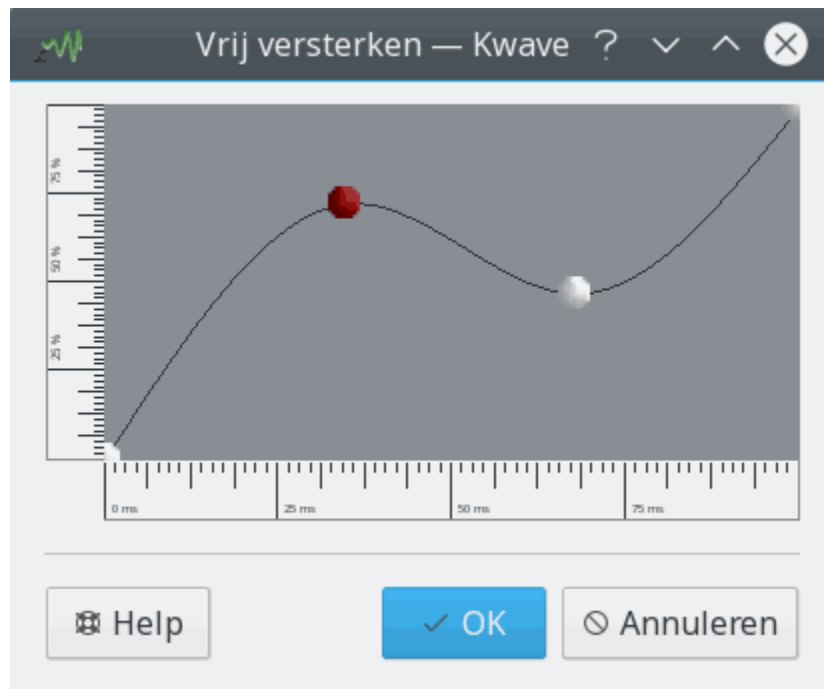 Vrij versterken — Kwave
75 %
50 %
25 %
0 ms 25 ms 50 ms 75 ms
Help OK Annuleren